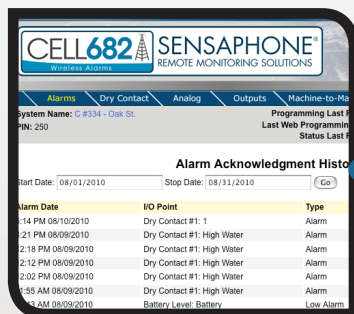 CELL682 SENSAPHONE®
Wireless Alarms REMOTE MONITORING SOLUTIONS
Alarms Dry Contact Analog Outputs Machine-to-Ma
System Name: C #334 - Oak St. Programming Last R
PIN: 250 Last Web Programmin
Status Last R
Alarm Acknowledgment Histo
Start Date: 08/01/2010 Stop Date: 08/31/2010 Go
Alarm Date I/O Point Type
:14 PM 08/10/2010 Dry Contact #1: 1 Alarm
:21 PM 08/09/2010 Dry Contact #1: High Water Alarm
2:18 PM 08/09/2010 Dry Contact #1: High Water Alarm
2:12 PM 08/09/2010 Dry Contact #1: High Water Alarm
2:02 PM 08/09/2010 Dry Contact #1: High Water Alarm
:55 AM 08/09/2010 Dry Contact #1: High Water Alarm
AM 08/09/2010 Battery Level: Battery Low Alarm